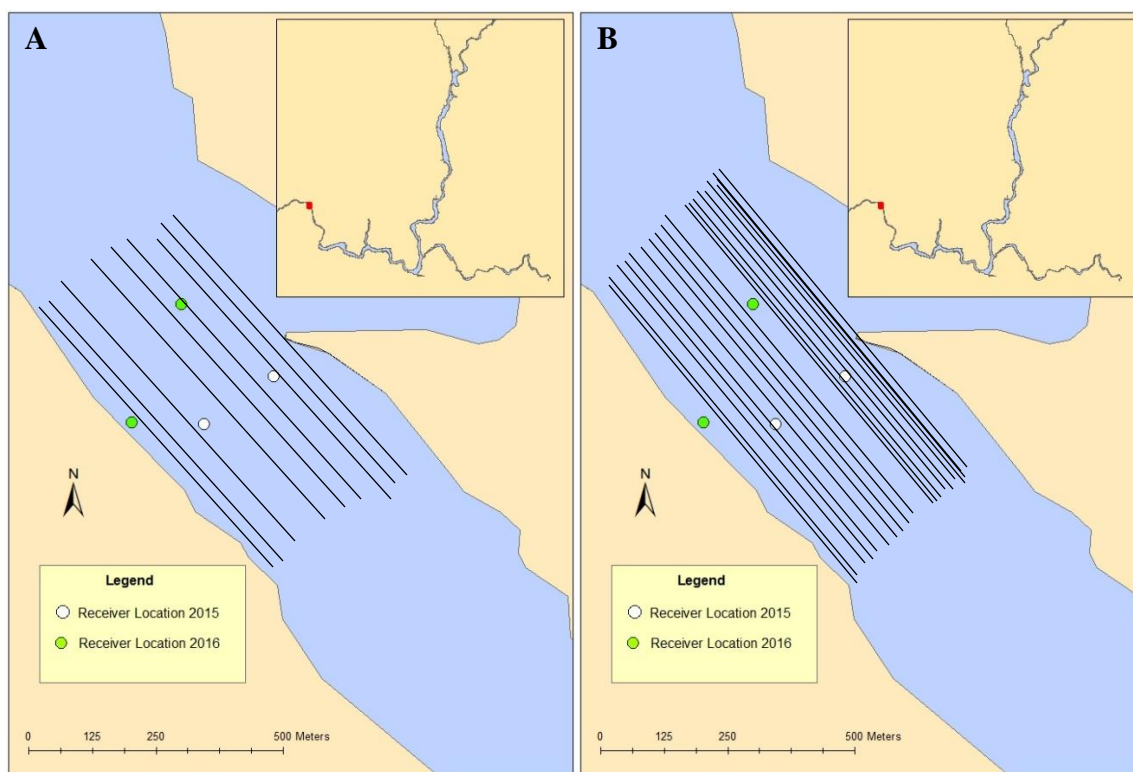 A
N
Legend
Receiver Location 2015
Receiver Location 2016
0 125 250 500 Meters
B
N
Legend
Receiver Location 2015
Receiver Location 2016
0 125 250 500 Meters